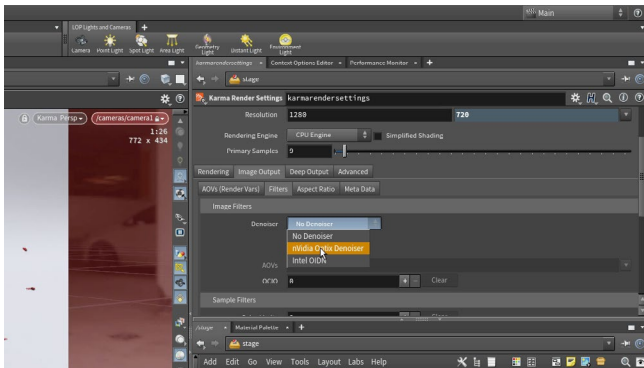 Main
LOP Lights and Cameras
Camera Point Light Spot Light Area Light Geometry Light Distant Light Environment Light
karmarendersettings Context Options Editor Performance Monitor
stage
Karma Render Settings karmarendersettings
Karma Persp /cameras/camera1
Resolution 1280 720
1:26
772 x 434
Rendering Engine CPU Engine Simplified Shading
Primary Samples 9
Rendering Image Output Deep Output Advanced
AOVs (Render Vars) Filters Aspect Ratio Meta Data
Image Filters
Denoiser No Denoiser
No Denoiser
nVidia Optix Denoiser
Intel OIDN
AOVs
OCIO 0 Clear
Sample Filters
/stage Material Palette
stage
Add Edit Go View Tools Layout Labs Help